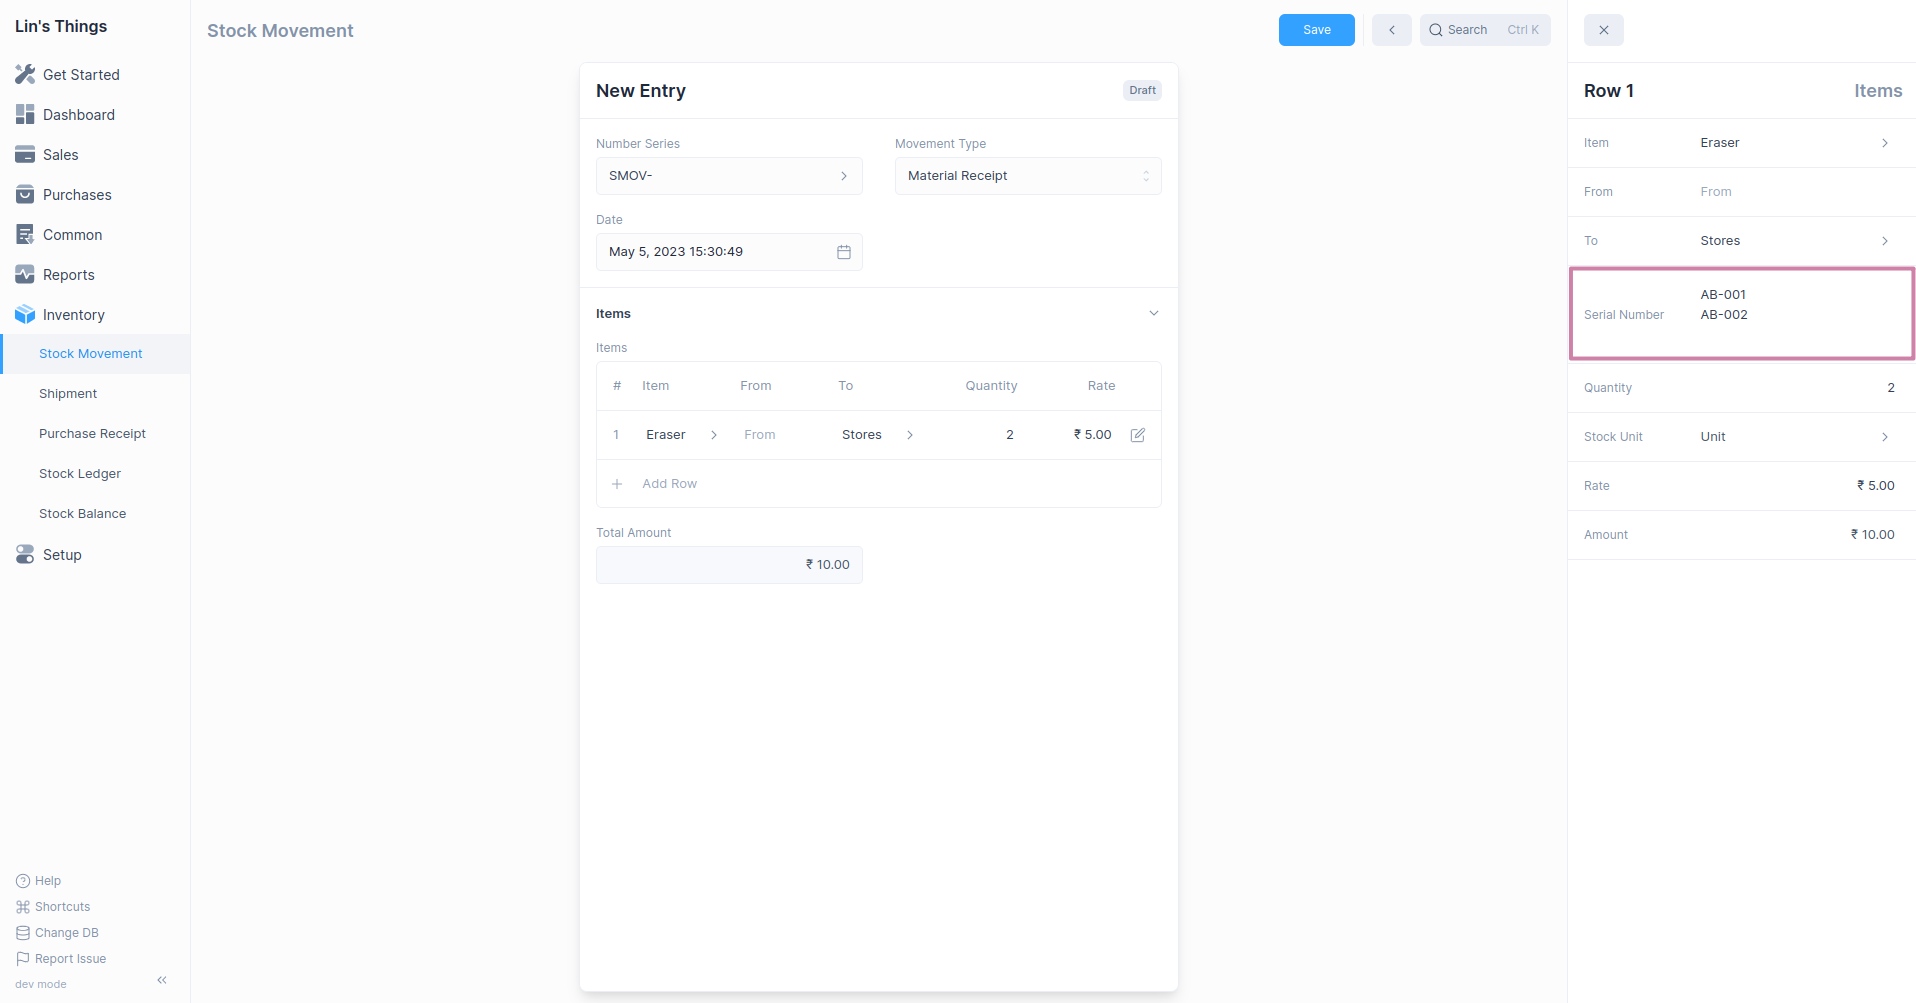 Lin's Things
Get Started
Dashboard
Sales
Purchases
Common
Reports
Inventory
Stock Movement
Shipment
Purchase Receipt
Stock Ledger
Stock Balance
Setup
Help
Shortcuts
Change DB
Report Issue
dev mode
Stock Movement
Save
Search Ctrl K
New Entry Draft
Number Series Movement Type
SMOV- Material Receipt
Date
May 5, 2023 15:30:49
Items
Items
# Item From To Quantity Rate
1 Eraser From Stores 2 ₹ 5.00
Add Row
Total Amount
₹ 10.00
Row 1 Items
Item Eraser
From From
To Stores
AB-001
Serial Number AB-002
Quantity 2
Stock Unit Unit
Rate ₹ 5.00
Amount ₹ 10.00